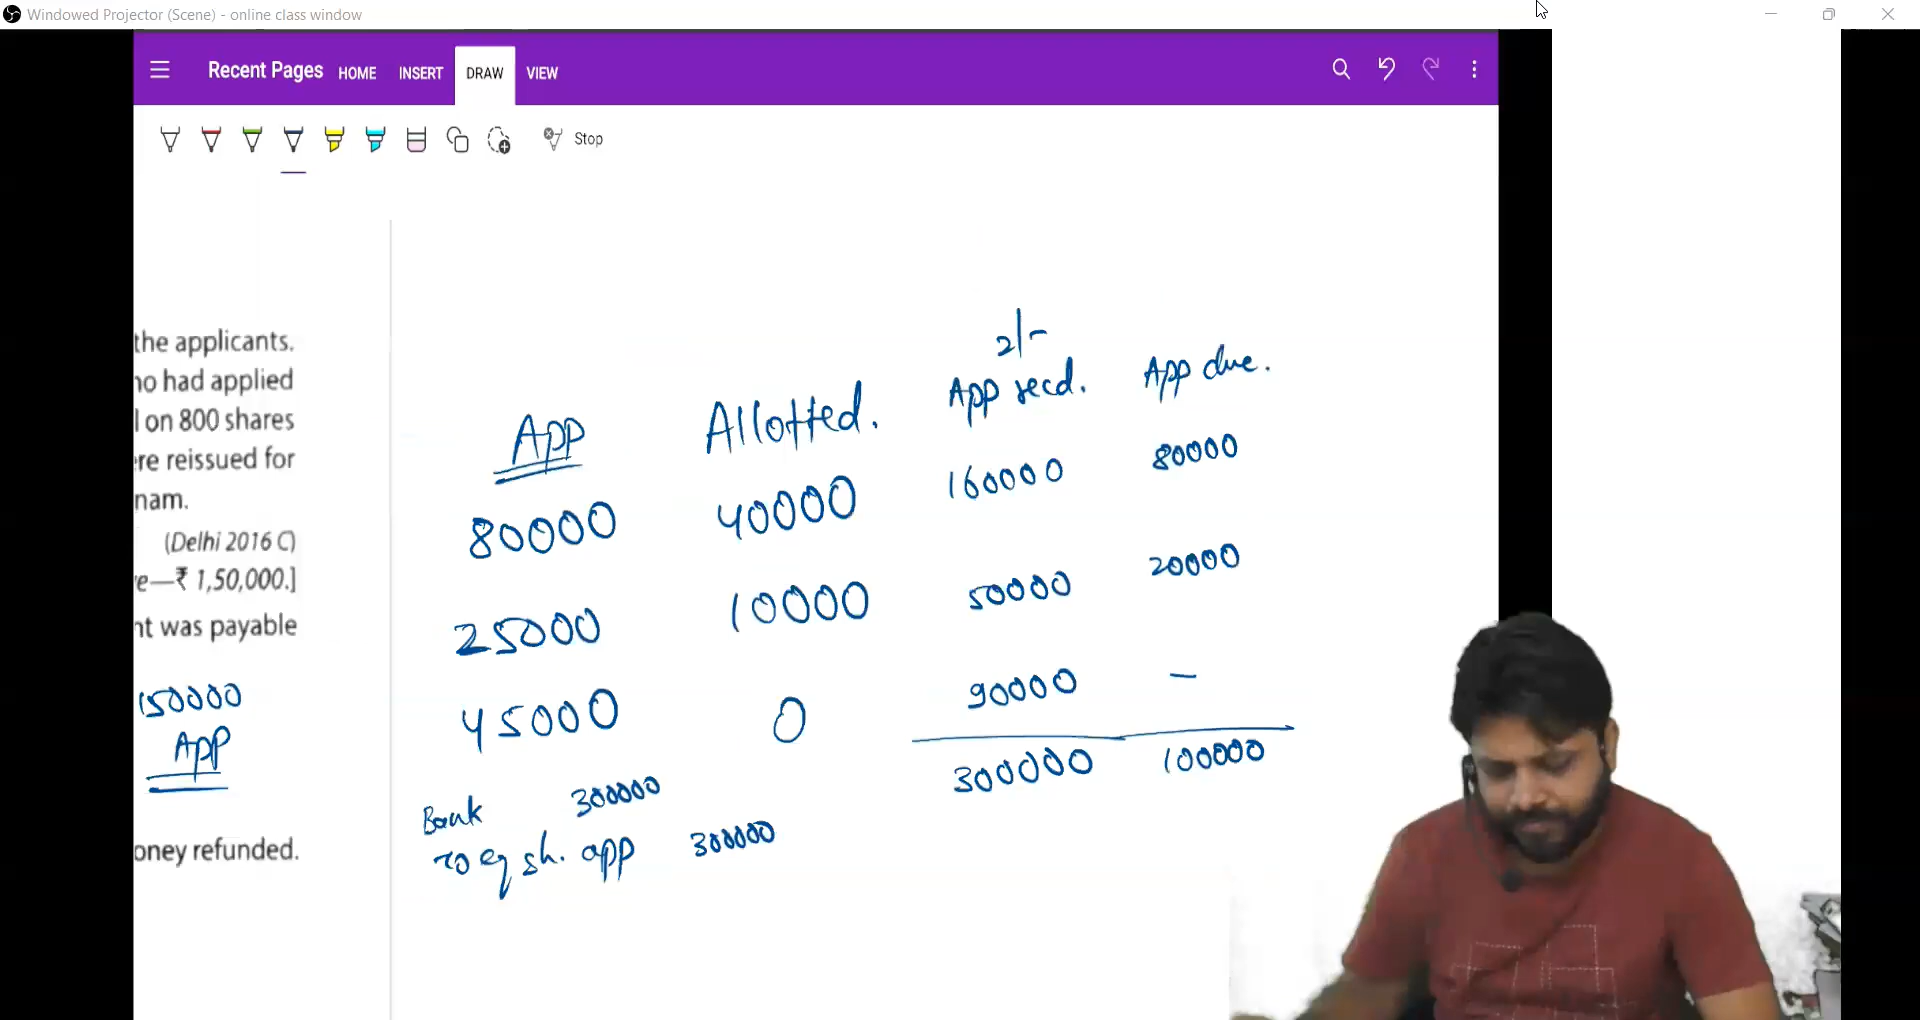 Windowed Projector (Scene) - online class window
Recent Pages HOME INSERT DRAW VIEW
Stop
the applicants.
no had applied
l on 800 shares
ere reissued for
nam.
(Delhi 2016 C)
e—₹ 1,50,000.]
nt was payable
150000
App
oney refunded.
2/-
App Allotted. App recd. App due.
80000 40000 160000 80000
25000 10000 50000 20000
45000 0 90000 -
300000 100000
Bank 300000
To eq sh. app 300000